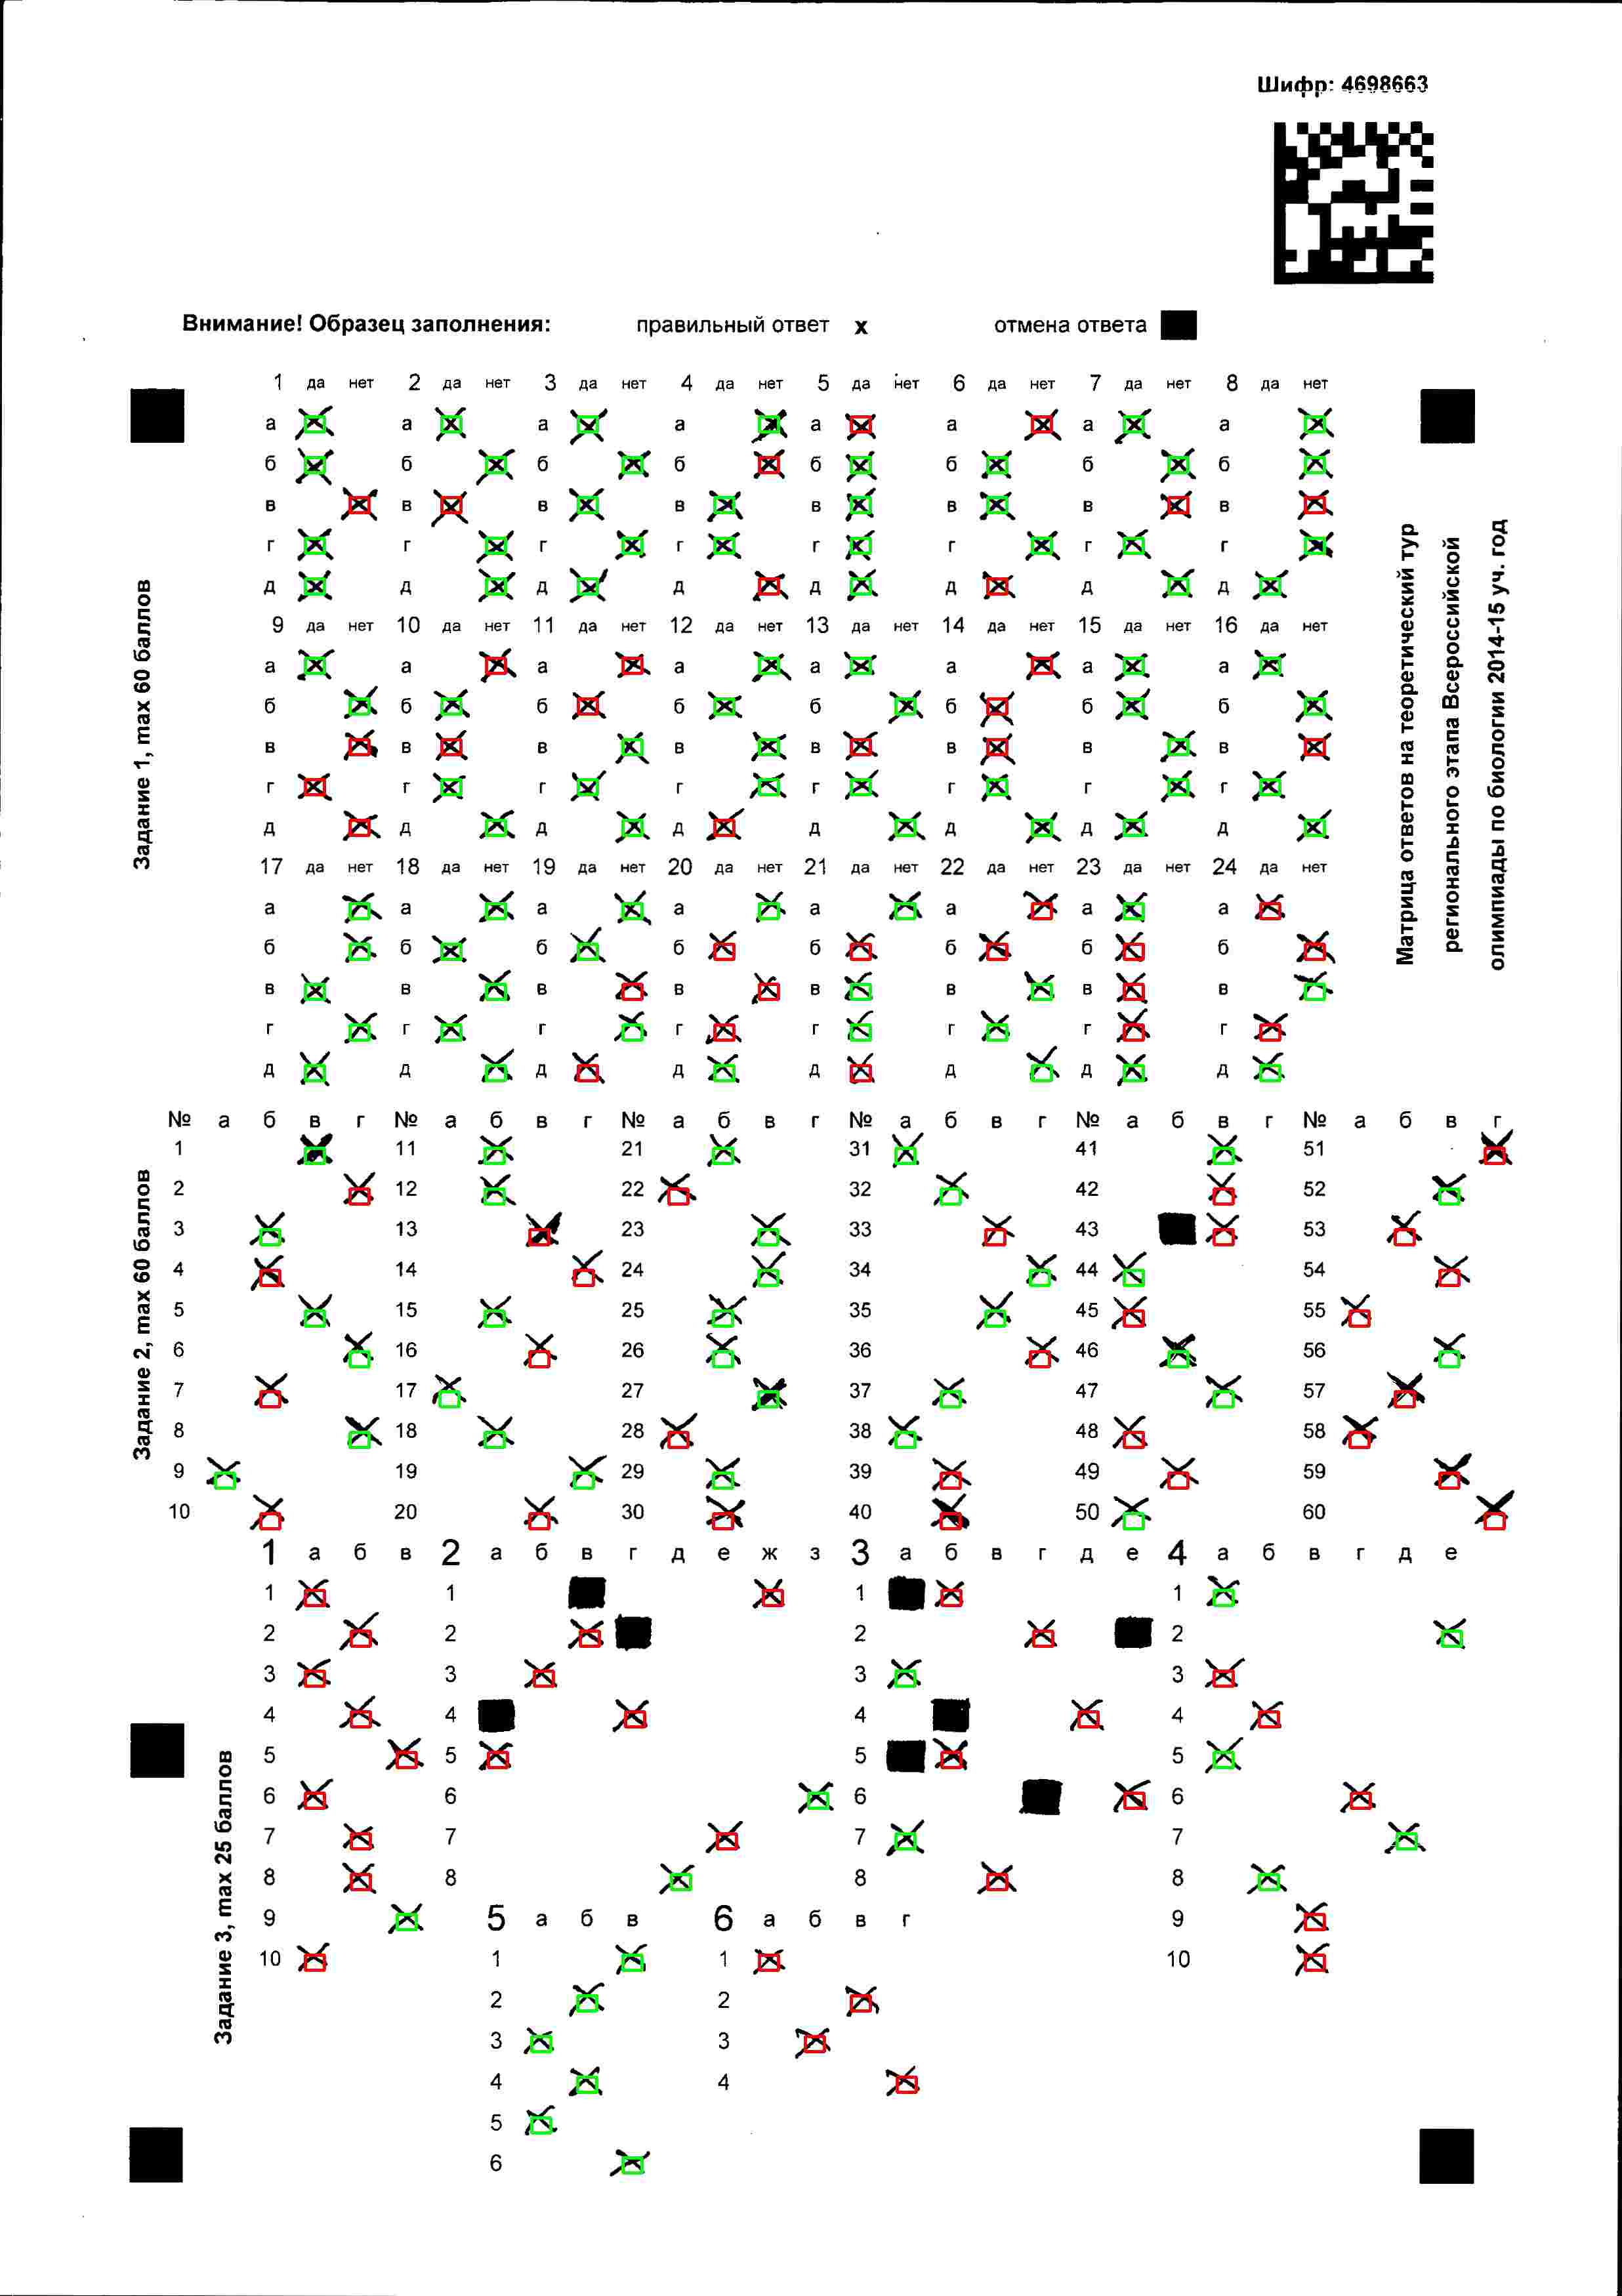 Шифр: 4698663
Внимание! Образец заполнения: правильный ответ х отмена ответа
Задание 1, max 60 баллов
1 да нет 2 да нет 3 да нет 4 да нет 5 да нет 6 да нет 7 да нет 8 да нет
а а а а а а а а
б б б б б б б б
в в в в в в в в
г г г г г г г г
д д д д д д д д
9 да нет 10 да нет 11 да нет 12 да нет 13 да нет 14 да нет 15 да нет 16 да нет
а а а а а а а а
б б б б б б б б
в в в в в в в в
г г г г г г г г
д д д д д д д д
17 да нет 18 да нет 19 да нет 20 да нет 21 да нет 22 да нет 23 да нет 24 да нет
а а а а а а а а
б б б б б б б б
в в в в в в в в
г г г г г г г г
д д д д д д д д
Матрица ответов на теоретический тур
регионального этапа Всероссийской
олимпиады по биологии 2014-15 уч. год
Задание 2, max 60 баллов
№ а б в г № а б в г № а б в г № а б в г № а б в г № а б в г
1 11 21 31 41 51
2 12 22 32 42 52
3 13 23 33 43 53
4 14 24 34 44 54
5 15 25 35 45 55
6 16 26 36 46 56
7 17 27 37 47 57
8 18 28 38 48 58
9 19 29 39 49 59
10 20 30 40 50 60
Задание 3, max 25 баллов
1 а б в 2 а б в г д е ж з 3 а б в г д е 4 а б в г д е
1 1 1 1
2 2 2 2
3 3 3 3
4 4 4 4
5 5 5 5
6 6 6 6
7 7 7 7
8 8 8 8
9 5 а б в 6 а б в г 9
10 1 1 10
2 2
3 3
4 4
5
6